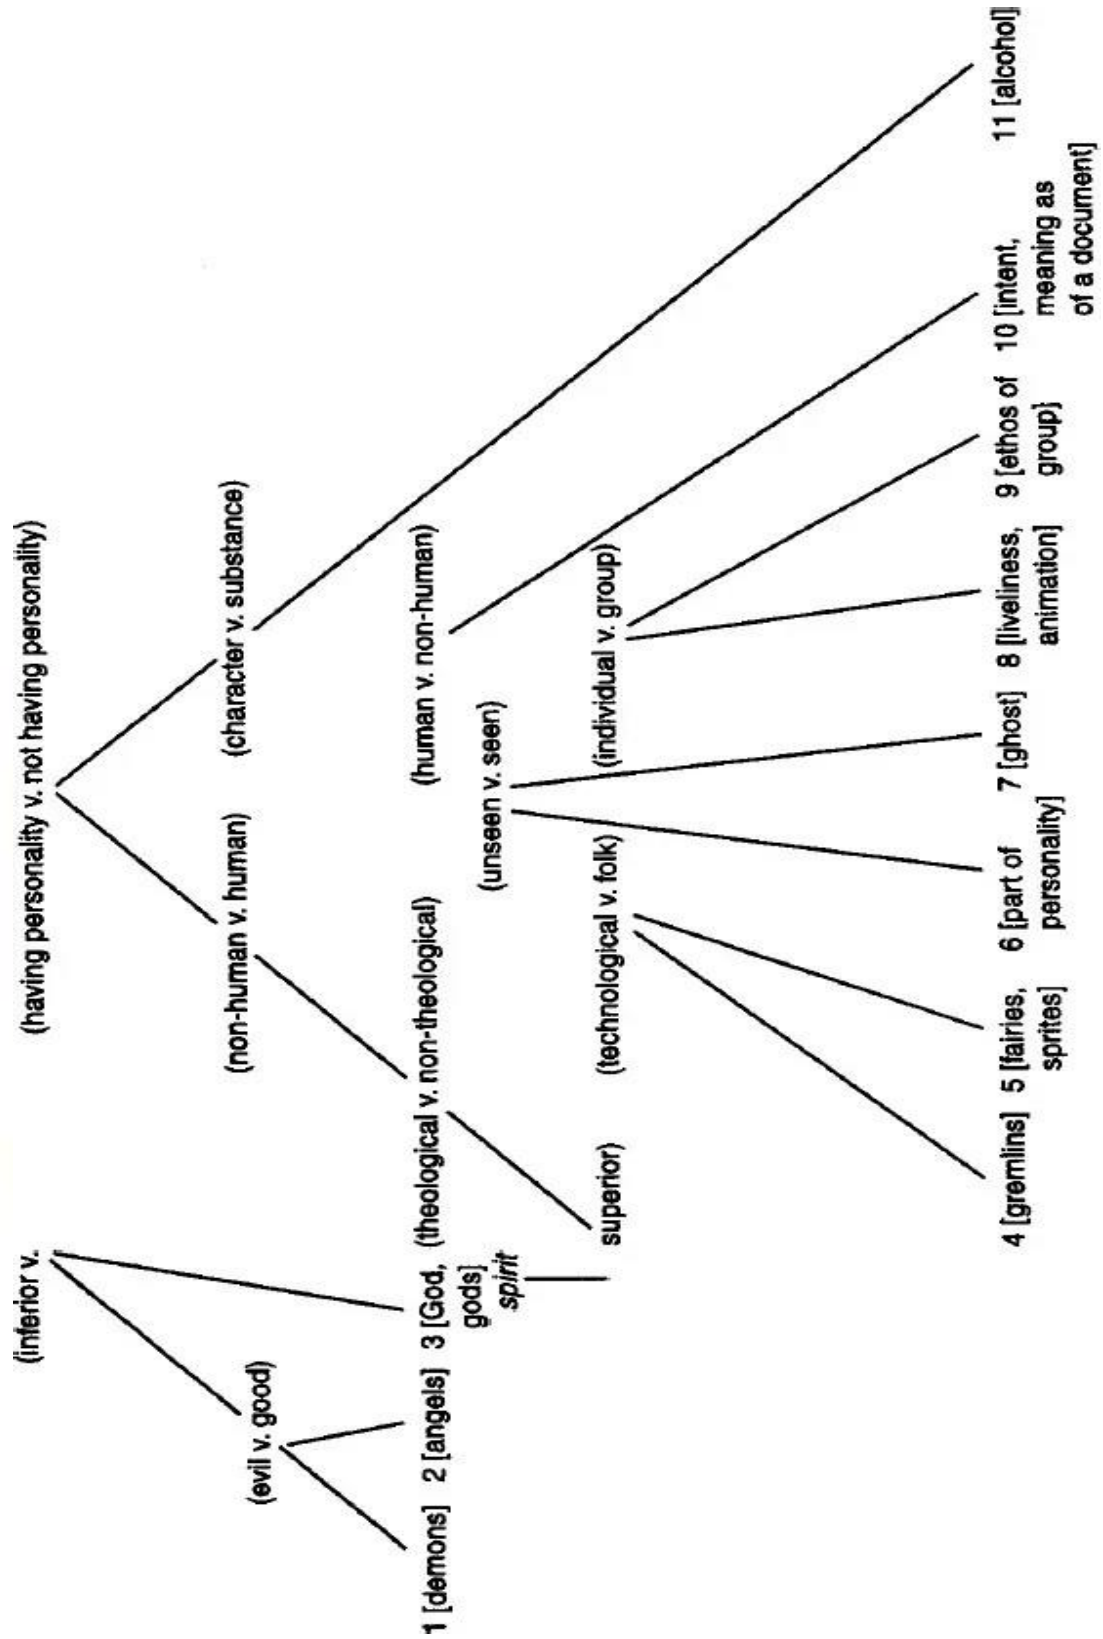 (inferior v.
(having personality v. not having personality)
(evil v. good)
(non-human v. human)
(character v. substance)
1 [demons]
2 [angels]
3 [God,
gods]
(theological v. non-theological)
(human v. non-human)
spirit
(unseen v. seen)
superior)
(technological v. folk)
(individual v. group)
4 [gremlins]
5 [fairies,
sprites]
6 [part of
personality]
7 [ghost]
8 [liveliness,
animation]
9 [ethos of
group]
10 [intent,
meaning as
of a document]
11 [alcohol]